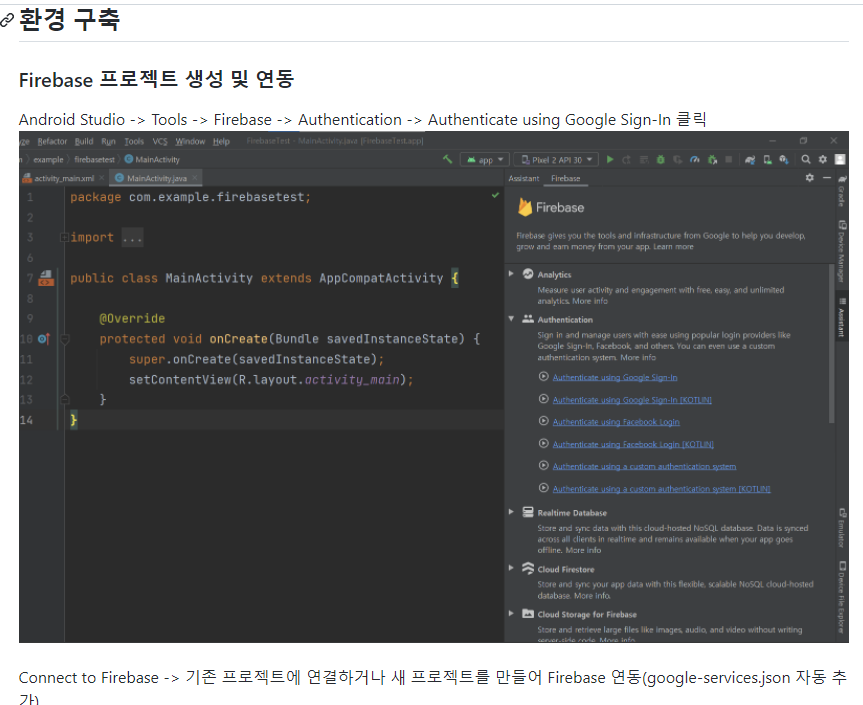 환경 구축
Firebase 프로젝트 생성 및 연동
Android Studio -> Tools -> Firebase -> Authentication -> Authenticate using Google Sign-In 클릭
Refactor Build Run Tools VCS Window Help FirebaseTest - MainActivity.java [FirebaseTest.app]
example firebasetest MainActivity app Pixel 2 API 30
activity_main.xml MainActivity.java
Assistant Firebase
1 package com.example.firebasetest;
2
3 import ...
6
7 public class MainActivity extends AppCompatActivity {
8
9 @Override
10 protected void onCreate(Bundle savedInstanceState) {
11 super.onCreate(savedInstanceState);
12 setContentView(R.layout.activity_main);
13 }
14 }
Firebase
Firebase gives you the tools and infrastructure from Google to help you develop,
grow and earn money from your app. Learn more
Analytics
Measure user activity and engagement with free, easy, and unlimited
analytics. More info
Authentication
Sign in and manage users with ease using popular login providers like
Google Sign-In, Facebook, and others. You can even use a custom
authentication system. More info
Authenticate using Google Sign-In
Authenticate using Google Sign-In [KOTLIN]
Authenticate using Facebook Login
Authenticate using Facebook Login [KOTLIN]
Authenticate using a custom authentication system
Authenticate using a custom authentication system [KOTLIN]
Realtime Database
Store and sync data with this cloud-hosted NoSQL database. Data is synced
across all clients in realtime and remains available when your app goes
offline. More info
Cloud Firestore
Store and sync your app data with this flexible, scalable NoSQL cloud-hosted
database. More info.
Cloud Storage for Firebase
Store and retrieve large files like images, audio, and video without writing
server-side code. More info
Gradle
Device Manager
Assistant
Emulator
Device File Explorer
Connect to Firebase -> 기존 프로젝트에 연결하거나 새 프로젝트를 만들어 Firebase 연동(google-services.json 자동 추
가)